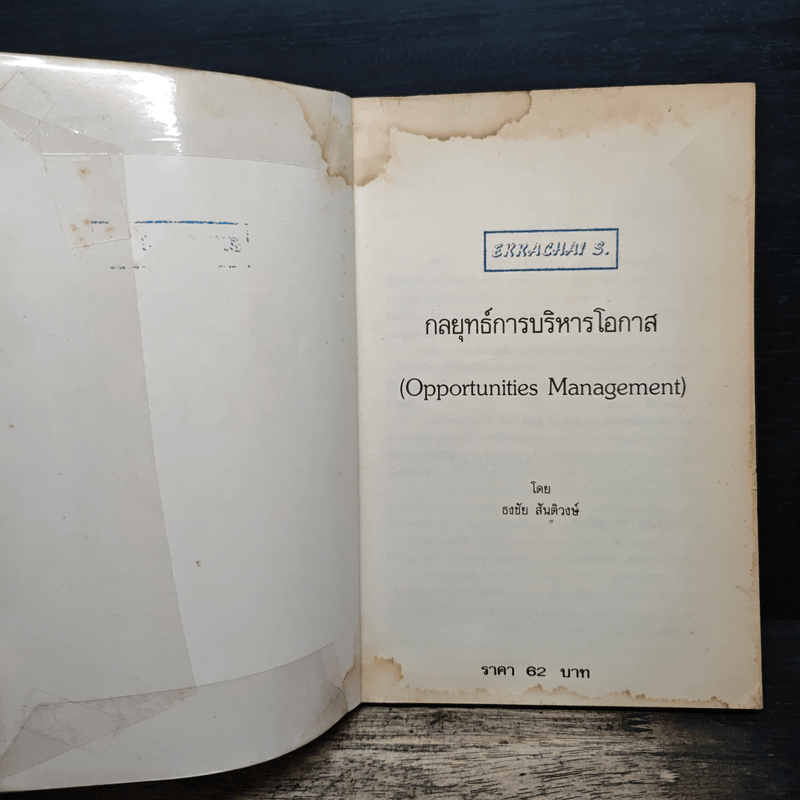 EKKACHAI S.
กลยุทธ์การบริหารโอกาส
(Opportunities Management)
โดย
ธงชัย สันติวงษ์
ราคา 62 บาท